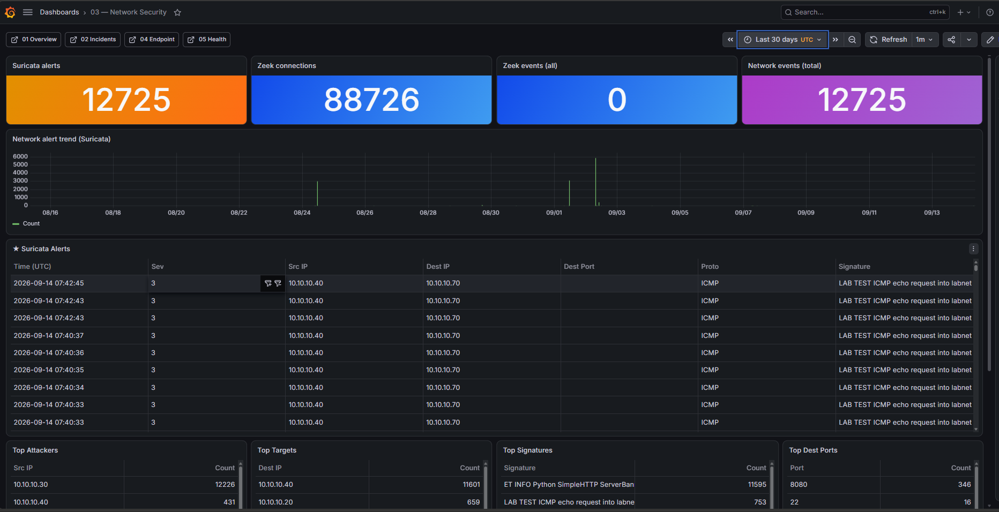 Dashboards › 03 — Network Security
Search... ctrl+k
01 Overview 02 Incidents 04 Endpoint 05 Health Last 30 days UTC Refresh 1m
Suricata alerts Zeek connections Zeek events (all) Network events (total)
12725 88726 0 12725
Network alert trend (Suricata)
6000
5000
4000
3000
2000
1000
0
08/16 08/18 08/20 08/22 08/24 08/26 08/28 08/30 09/01 09/03 09/05 09/07 09/09 09/11 09/13
Count
★ Suricata Alerts
Time (UTC) Sev Src IP Dest IP Dest Port Proto Signature
2026-09-14 07:42:45 3 10.10.10.40 10.10.10.70 ICMP LAB TEST ICMP echo request into labnet
2026-09-14 07:42:43 3 10.10.10.40 10.10.10.70 ICMP LAB TEST ICMP echo request into labnet
2026-09-14 07:42:43 3 10.10.10.40 10.10.10.70 ICMP LAB TEST ICMP echo request into labnet
2026-09-14 07:40:37 3 10.10.10.40 10.10.10.70 ICMP LAB TEST ICMP echo request into labnet
2026-09-14 07:40:36 3 10.10.10.40 10.10.10.70 ICMP LAB TEST ICMP echo request into labnet
2026-09-14 07:40:35 3 10.10.10.40 10.10.10.70 ICMP LAB TEST ICMP echo request into labnet
2026-09-14 07:40:34 3 10.10.10.40 10.10.10.70 ICMP LAB TEST ICMP echo request into labnet
2026-09-14 07:40:33 3 10.10.10.40 10.10.10.70 ICMP LAB TEST ICMP echo request into labnet
2026-09-14 07:40:33 3 10.10.10.40 10.10.10.70 ICMP LAB TEST ICMP echo request into labnet
Top Attackers Top Targets Top Signatures Top Dest Ports
Src IP Count Dest IP Count Signature Count Port Count
10.10.10.30 12226 10.10.10.40 11601 ET INFO Python SimpleHTTP ServerBan 11595 8080 346
10.10.10.40 431 10.10.10.20 659 LAB TEST ICMP echo request into labne 753 22 16